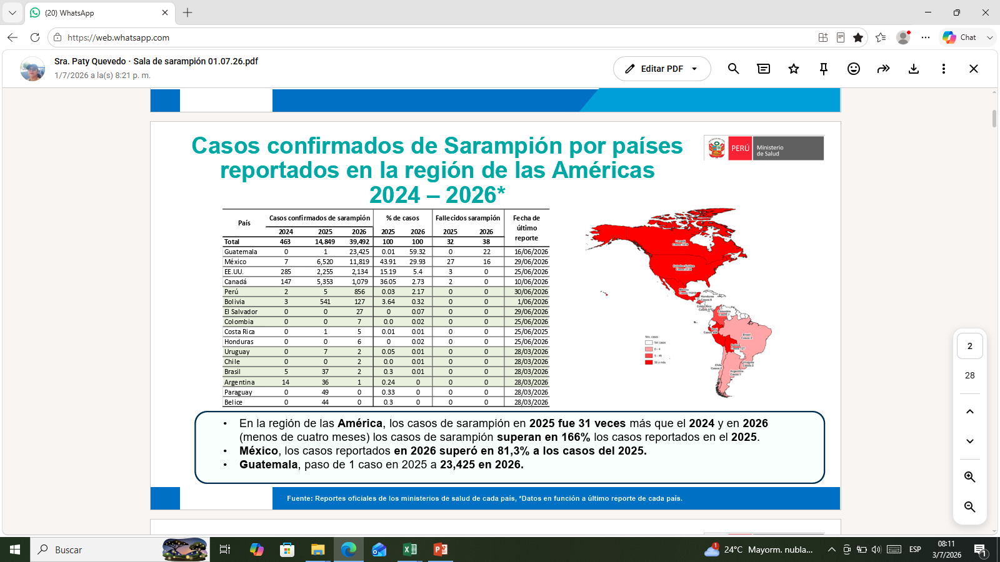 (20) WhatsApp
https://web.whatsapp.com
Chat
Sra. Paty Quevedo · Sala de sarampión 01.07.26.pdf
1/7/2026 a la(s) 8:21 p. m.
Editar PDF
Casos confirmados de Sarampión por países
reportados en la región de las Américas
2024 – 2026*
PERÚ Ministerio
de Salud
País Casos confirmados de sarampión % de casos Fallecidos sarampión Fecha de último reporte
2024 2025 2026 2025 2026 2025 2026
Total 463 14,849 39,492 100 100 32 38
Guatemala 0 1 23,425 0.01 59.32 0 22 16/06/2026
México 7 6,520 11,819 43.91 29.93 27 16 29/06/2026
EE.UU. 285 2,255 2,134 15.19 5.4 3 0 25/06/2026
Canadá 147 5,353 1,079 36.05 2.73 2 0 10/06/2026
Perú 2 5 856 0.03 2.17 0 0 30/06/2026
Bolivia 3 541 127 3.64 0.32 0 0 1/06/2026
El Salvador 0 0 27 0 0.07 0 0 29/06/2026
Colombia 0 0 7 0.0 0.02 0 0 25/06/2026
Costa Rica 0 1 5 0.01 0.01 0 0 25/06/2025
Honduras 0 0 6 0 0.02 0 0 25/06/2026
Uruguay 0 7 2 0.05 0.01 0 0 28/03/2026
Chile 0 0 2 0.0 0.01 0 0 28/03/2026
Brasil 5 37 2 0.3 0.01 0 0 28/03/2026
Argentina 14 36 1 0.24 0 0 0 28/03/2026
Paraguay 0 49 0 0.33 0 0 0 28/03/2026
Belice 0 44 0 0.3 0 0 0 28/03/2026
Nro. casos
Sin casos
0 - 4
5 - 49
50 a más
• En la región de las América, los casos de sarampión en 2025 fue 31 veces más que el 2024 y en 2026
(menos de cuatro meses) los casos de sarampión superan en 166% los casos reportados en el 2025.
• México, los casos reportados en 2026 superó en 81,3% a los casos del 2025.
• Guatemala, paso de 1 caso en 2025 a 23,425 en 2026.
Fuente: Reportes oficiales de los ministerios de salud de cada país, *Datos en función a último reporte de cada país.
2
28
Buscar
1
24°C Mayorm. nubla...
ESP
08:11
3/7/2026
1